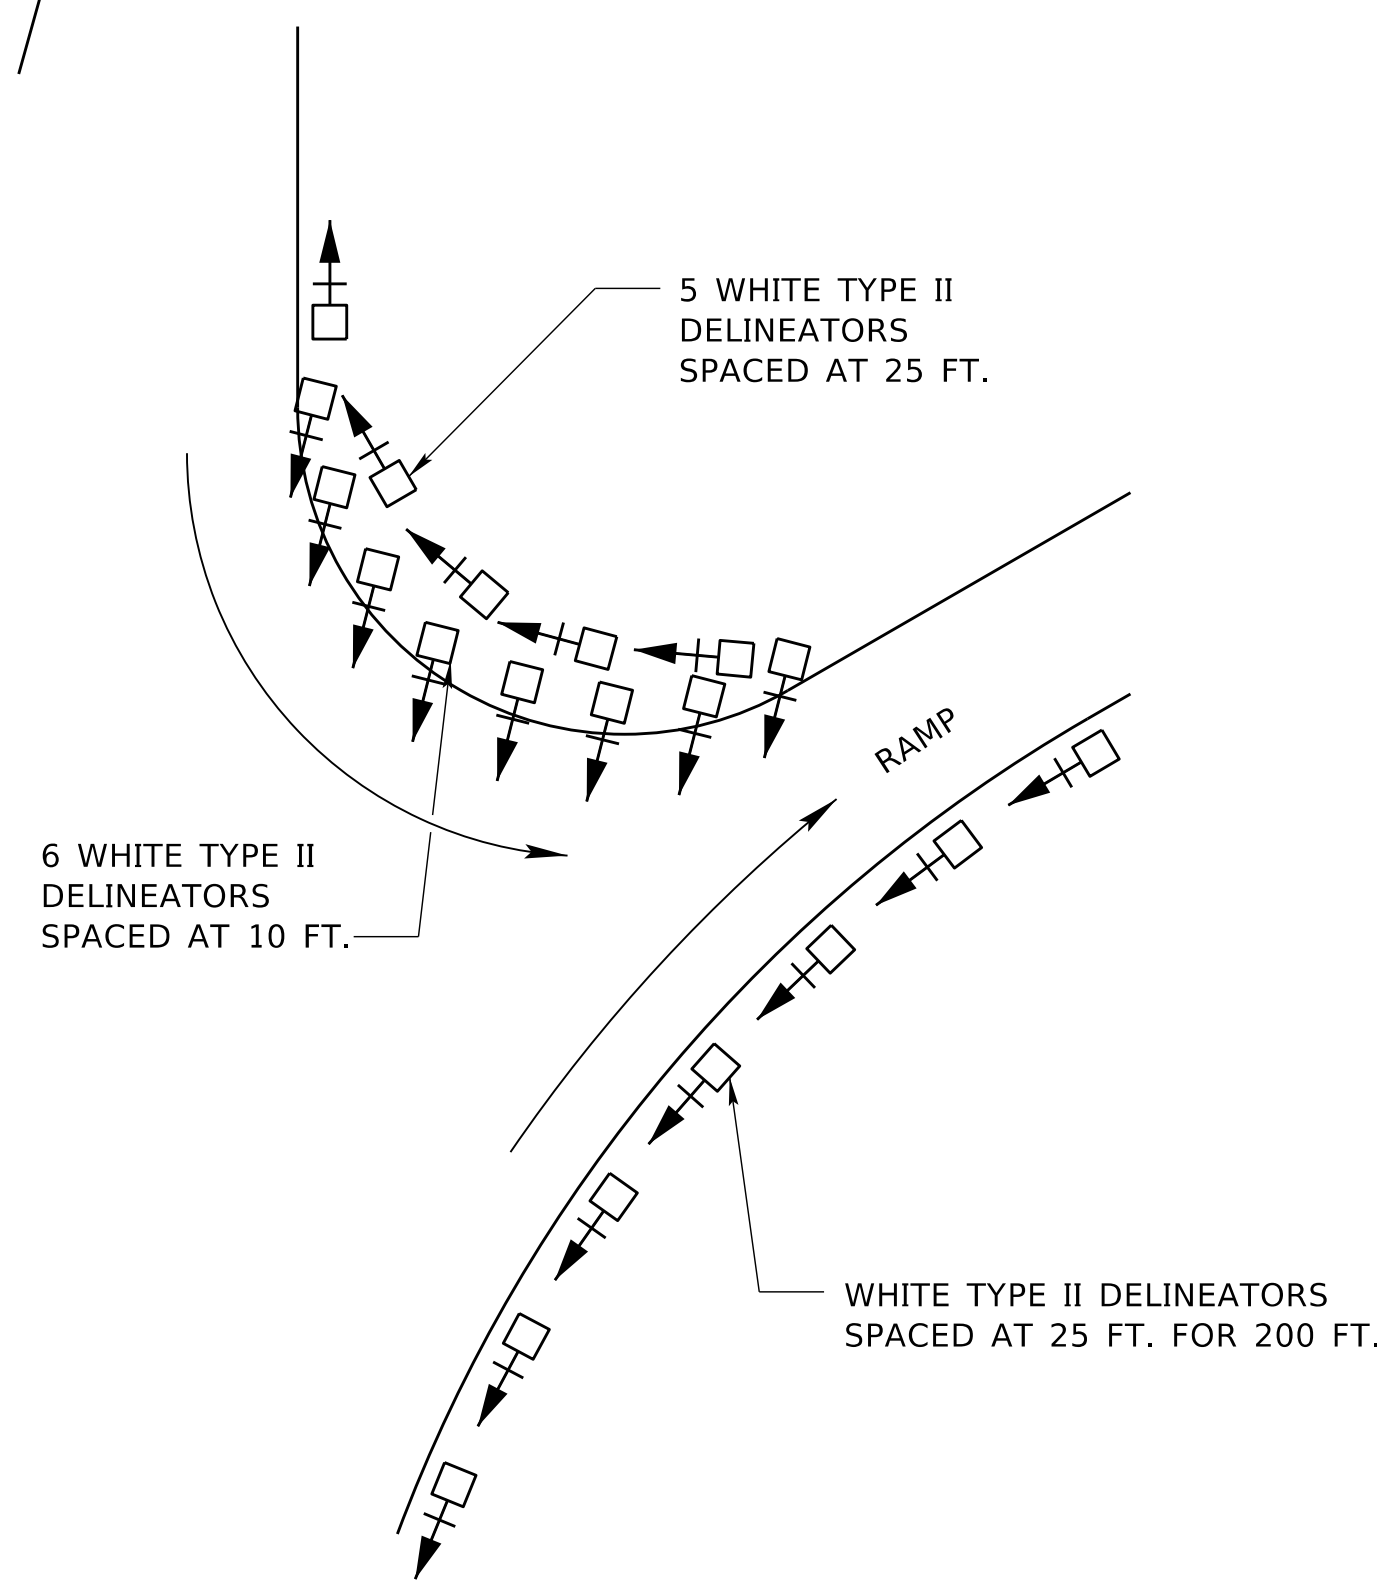 5 WHITE TYPE II
DELINEATORS
SPACED AT 25 FT.
RAMP
6 WHITE TYPE II
DELINEATORS
SPACED AT 10 FT.
WHITE TYPE II DELINEATORS
SPACED AT 25 FT. FOR 200 FT.